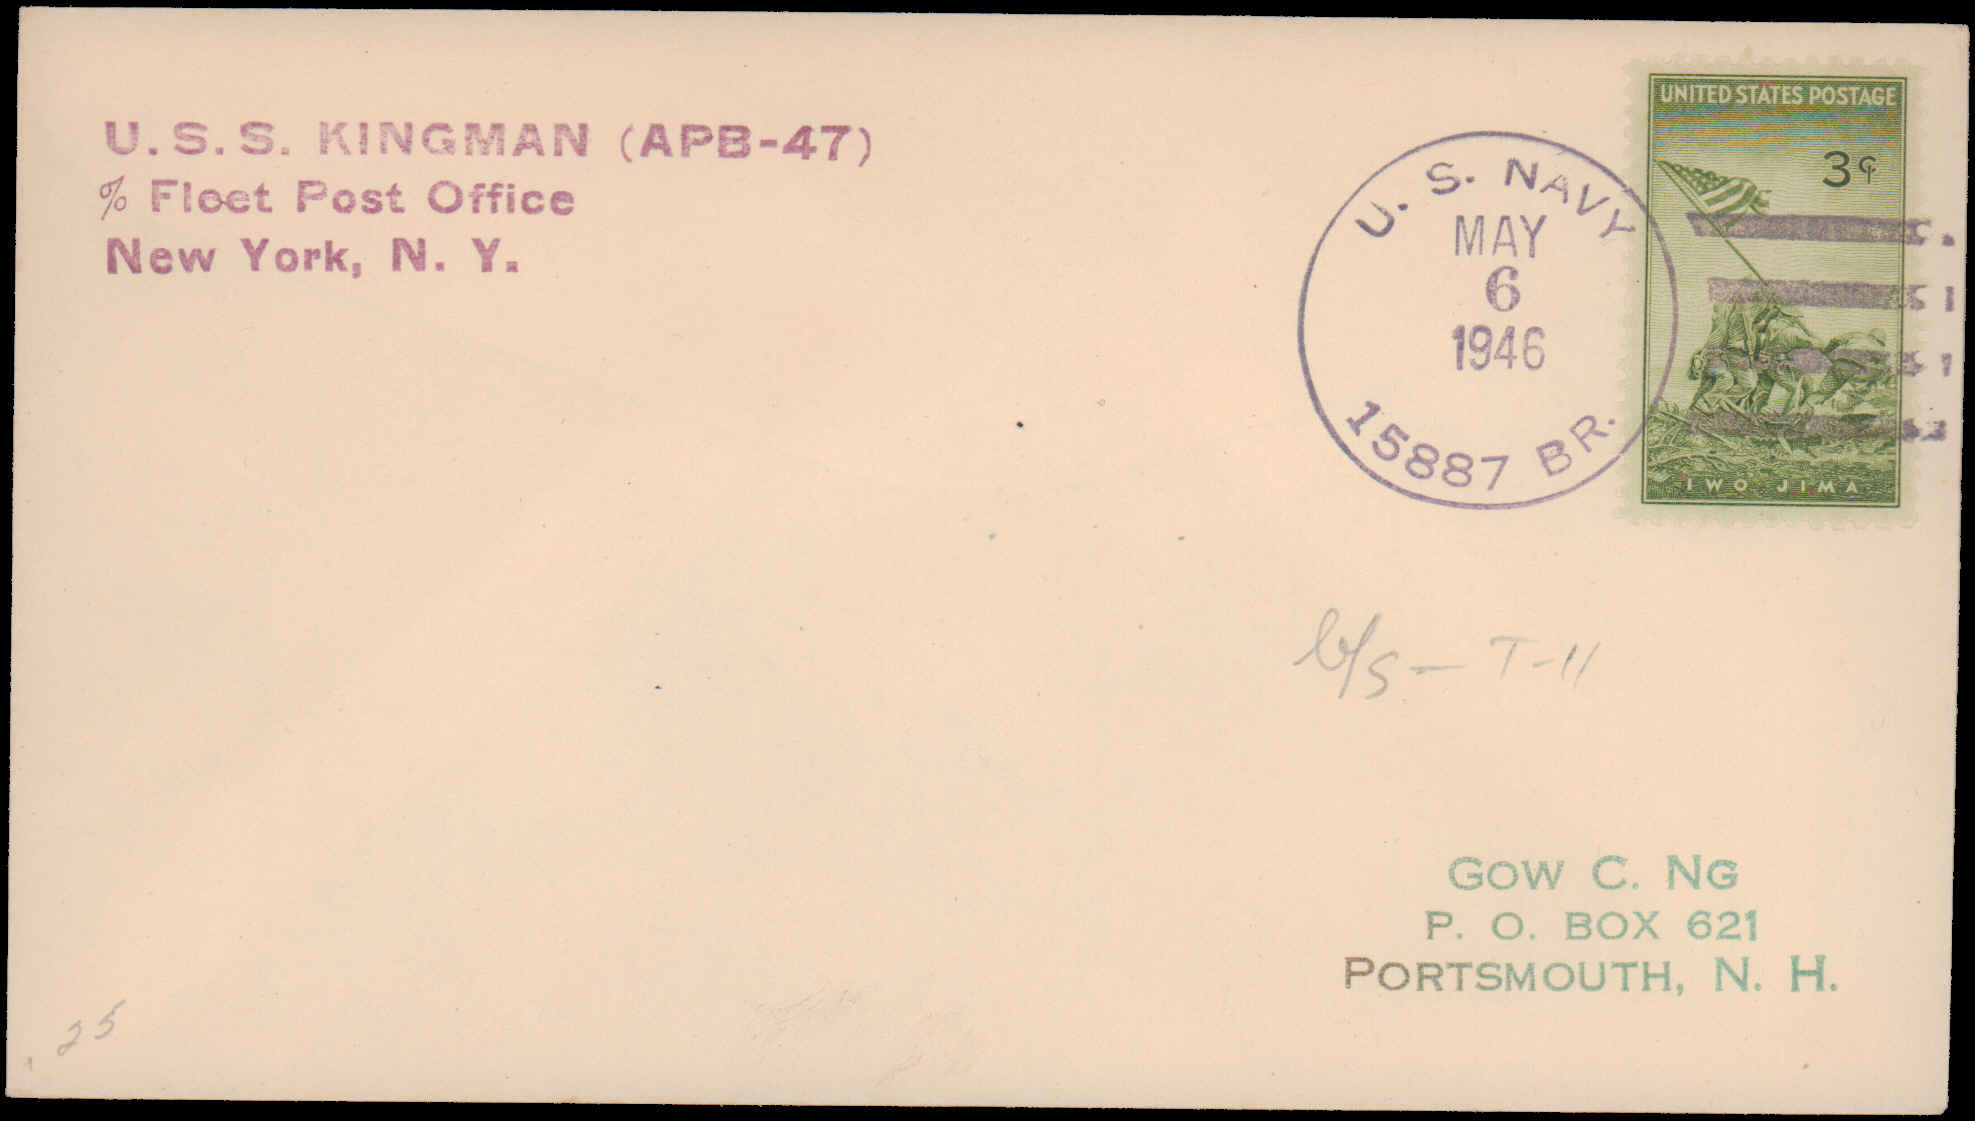 U.S.S. KINGMAN (APB-47)
% Fleet Post Office
New York, N. Y.
UNITED STATES POSTAGE
3¢
IWO JIMA
U. S. NAVY
MAY
6
1946
15887 BR.
T-11
GOW C. NG
P. O. BOX 621
PORTSMOUTH, N. H.
.25